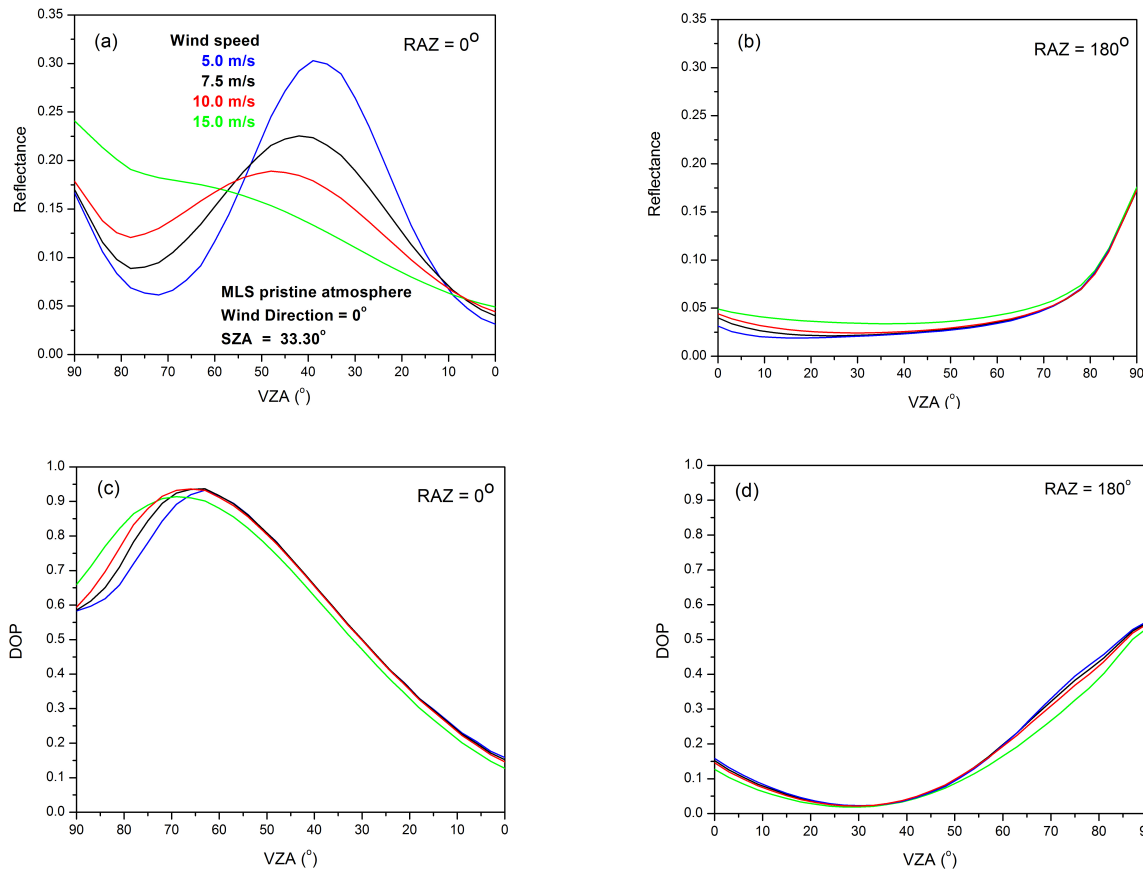 (a)
RAZ = 0°
Wind speed
5.0 m/s
7.5 m/s
10.0 m/s
15.0 m/s
MLS pristine atmosphere
Wind Direction = 0°
SZA = 33.30°
0.35
0.30
0.25
0.20
0.15
0.10
0.05
0.00
Reflectance
90 80 70 60 50 40 30 20 10 0
VZA (°)
(b)
RAZ = 180°
0.35
0.30
0.25
0.20
0.15
0.10
0.05
0.00
Reflectance
0 10 20 30 40 50 60 70 80 90
VZA (°)
(c)
RAZ = 0°
1.0
0.9
0.8
0.7
0.6
0.5
0.4
0.3
0.2
0.1
0.0
DOP
90 80 70 60 50 40 30 20 10 0
VZA (°)
(d)
RAZ = 180°
1.0
0.9
0.8
0.7
0.6
0.5
0.4
0.3
0.2
0.1
0.0
DOP
0 10 20 30 40 50 60 70 80
VZA (°)